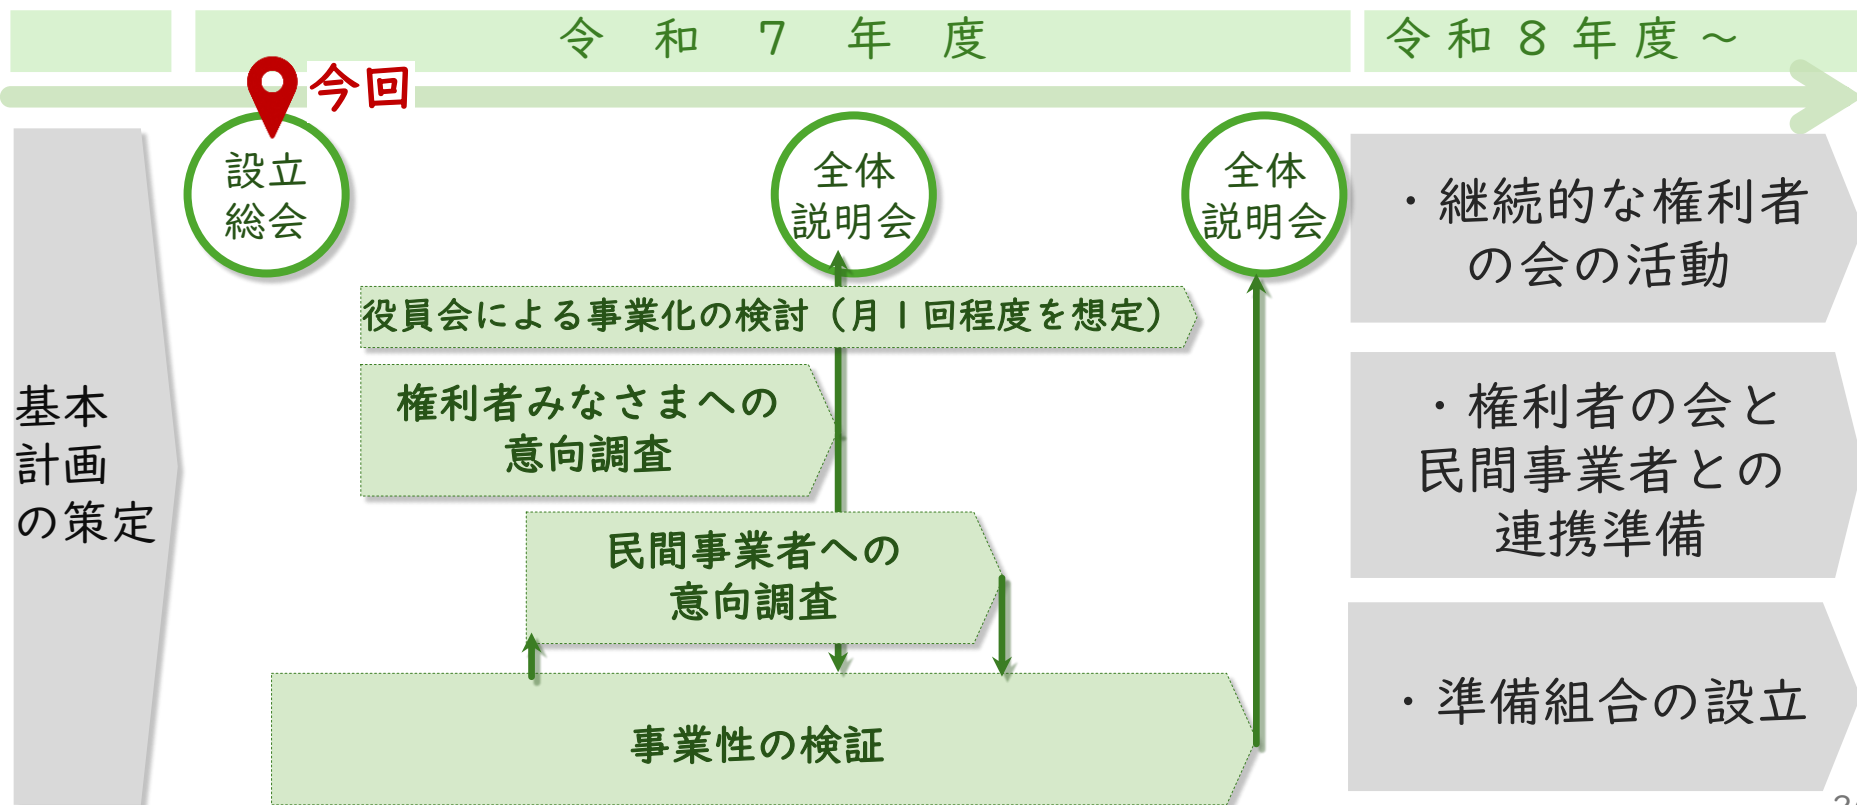 令和7年度
令和8年度～
今回
設立
総会
全体
説明会
全体
説明会
役員会による事業化の検討（月１回程度を想定）
権利者みなさまへの
意向調査
民間事業者への
意向調査
事業性の検証
基本
計画
の策定
・継続的な権利者
の会の活動
・権利者の会と
民間事業者との
連携準備
・準備組合の設立